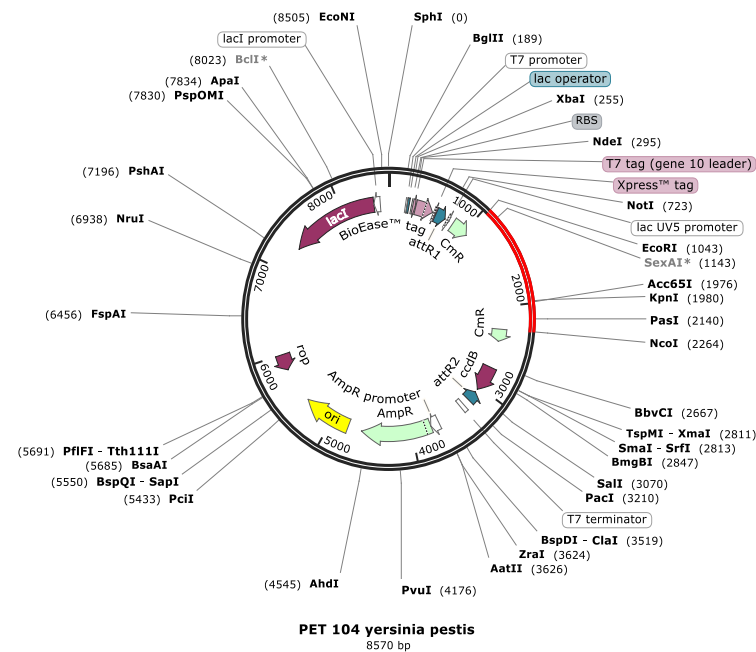 (8505) EcoNI
SphI (0)
lacI promoter
BglII (189)
(8023) BclI*
T7 promoter
(7834) ApaI
lac operator
(7830) PspOMI
XbaI (255)
RBS
NdeI (295)
T7 tag (gene 10 leader)
(7196) PshAI
Xpress™ tag
NotI (723)
(6938) NruI
lac UV5 promoter
EcoRI (1043)
SexAI* (1143)
Acc65I (1976)
KpnI (1980)
(6456) FspAI
PasI (2140)
NcoI (2264)
BbvCI (2667)
TspMI - XmaI (2811)
(5691) PflFI - Tth111I
SmaI - SrfI (2813)
(5685) BsaAI
BmgBI (2847)
(5550) BspQI - SapI
SalI (3070)
(5433) PciI
PacI (3210)
T7 terminator
BspDI - ClaI (3519)
ZraI (3624)
AatII (3626)
(4545) AhdI
PvuI (4176)
8000
1000
2000
3000
4000
5000
6000
7000
lacI
BioEase™ tag
attR1
CmR
CmR
ccdB
attR2
AmpR promoter
AmpR
ori
rop
PET 104 yersinia pestis
8570 bp